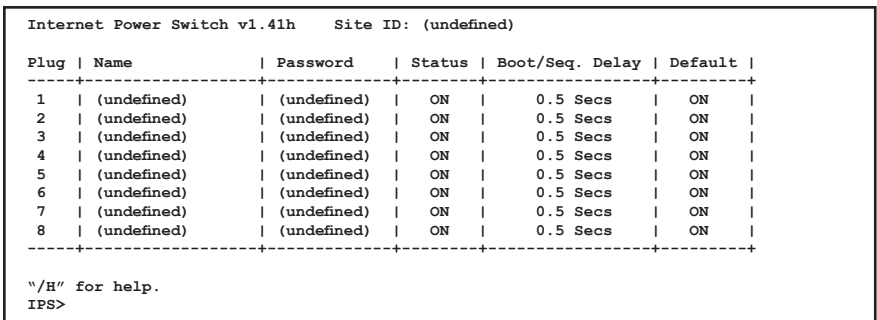 Internet Power Switch v1.41h    Site ID: (undefined)
Plug | Name             | Password   | Status | Boot/Seq. Delay | Default |
-----+------------------+------------+--------+-----------------+---------+
1   | (undefined)      | (undefined) |   ON   |     0.5 Secs    |   ON    |
2   | (undefined)      | (undefined) |   ON   |     0.5 Secs    |   ON    |
3   | (undefined)      | (undefined) |   ON   |     0.5 Secs    |   ON    |
4   | (undefined)      | (undefined) |   ON   |     0.5 Secs    |   ON    |
5   | (undefined)      | (undefined) |   ON   |     0.5 Secs    |   ON    |
6   | (undefined)      | (undefined) |   ON   |     0.5 Secs    |   ON    |
7   | (undefined)      | (undefined) |   ON   |     0.5 Secs    |   ON    |
8   | (undefined)      | (undefined) |   ON   |     0.5 Secs    |   ON    |
-----+------------------+------------+--------+-----------------+---------+
“/H” for help.
IPS>